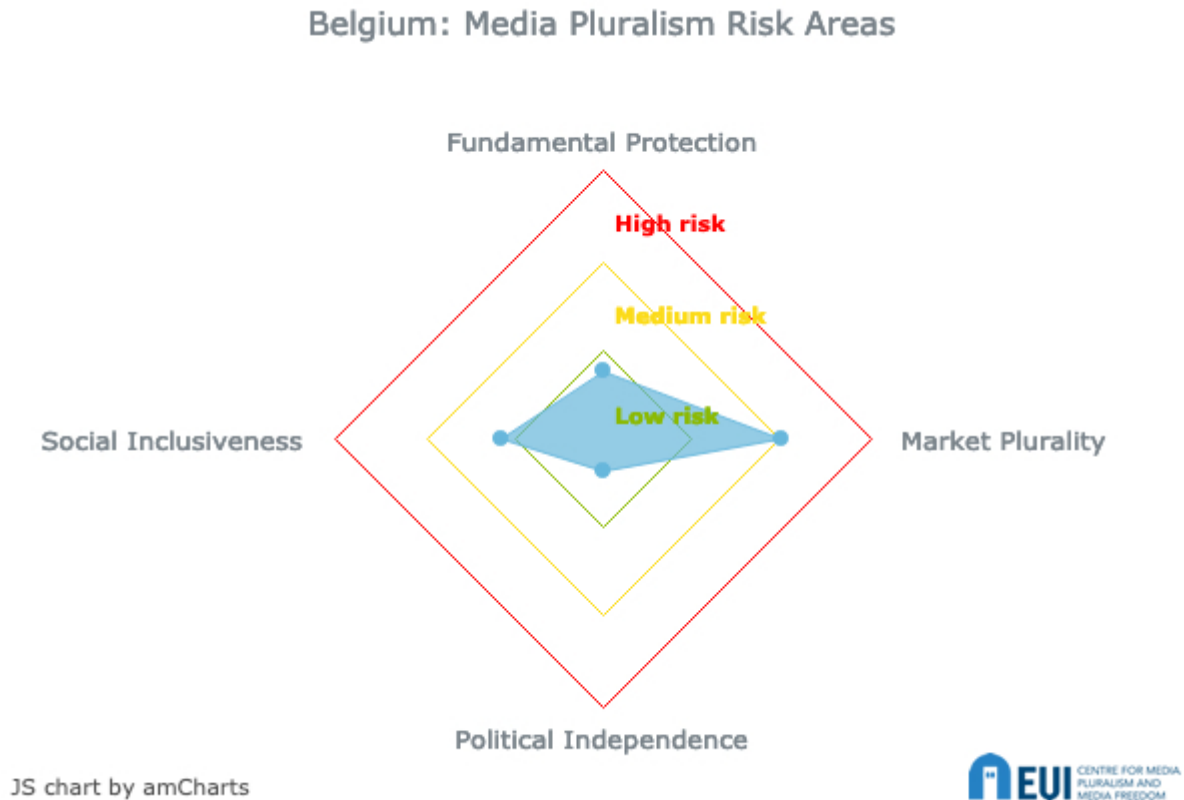 Belgium: Media Pluralism Risk Areas
Fundamental Protection
High risk
Medium risk
Low risk
Social Inclusiveness
Market Plurality
Political Independence
JS chart by amCharts
EUI
CENTRE FOR MEDIA
PLURALISM AND
MEDIA FREEDOM